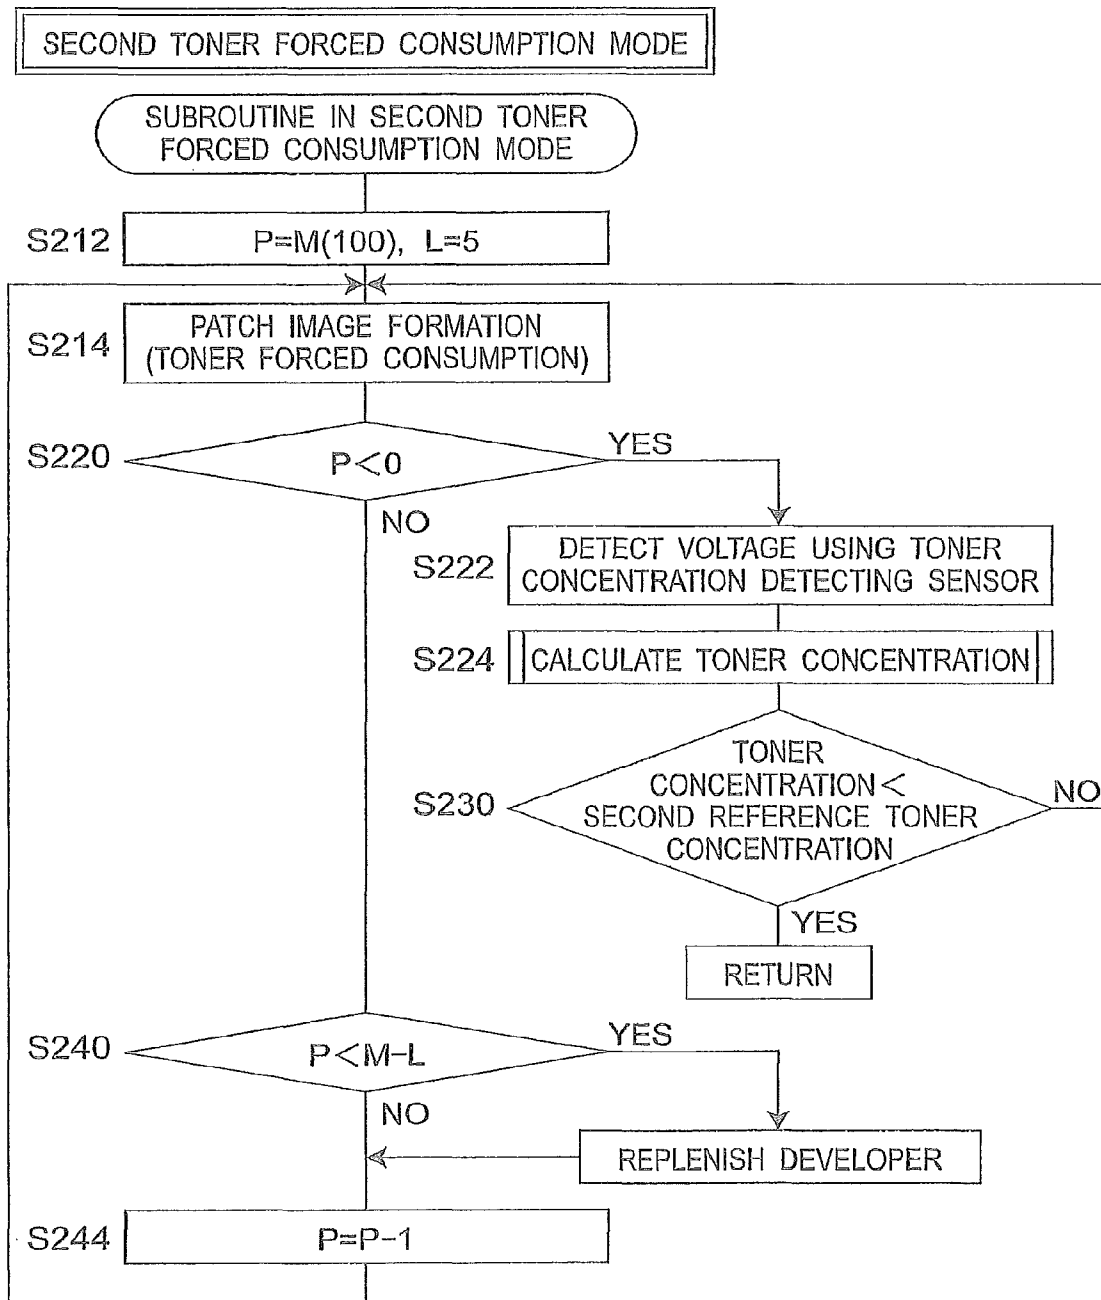 SECOND TONER FORCED CONSUMPTION MODE
SUBROUTINE IN SECOND TONER
FORCED CONSUMPTION MODE
S212
P=M(100), L=5
S214
PATCH IMAGE FORMATION
(TONER FORCED CONSUMPTION)
S220
P<0
YES
NO
S222
DETECT VOLTAGE USING TONER
CONCENTRATION DETECTING SENSOR
S224
CALCULATE TONER CONCENTRATION
S230
TONER
CONCENTRATION<
SECOND REFERENCE TONER
CONCENTRATION
NO
YES
RETURN
S240
P<M-L
YES
NO
REPLENISH DEVELOPER
S244
P=P-1